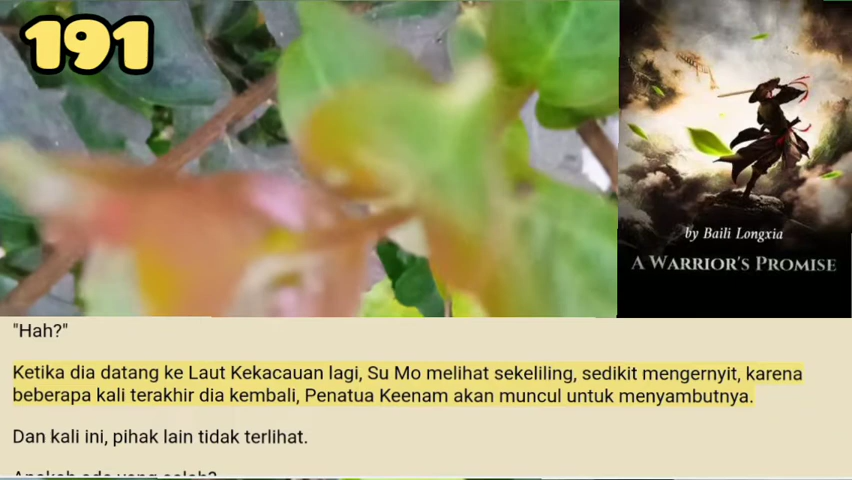 191
by Baili Longxia
A WARRIOR'S PROMISE
"Hah?"
Ketika dia datang ke Laut Kekacauan lagi, Su Mo melihat sekeliling, sedikit mengernyit, karena
beberapa kali terakhir dia kembali, Penatua Keenam akan muncul untuk menyambutnya.
Dan kali ini, pihak lain tidak terlihat.